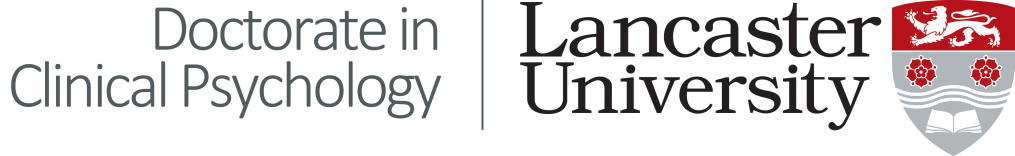 Doctorate in
Clinical Psychology
Lancaster
University